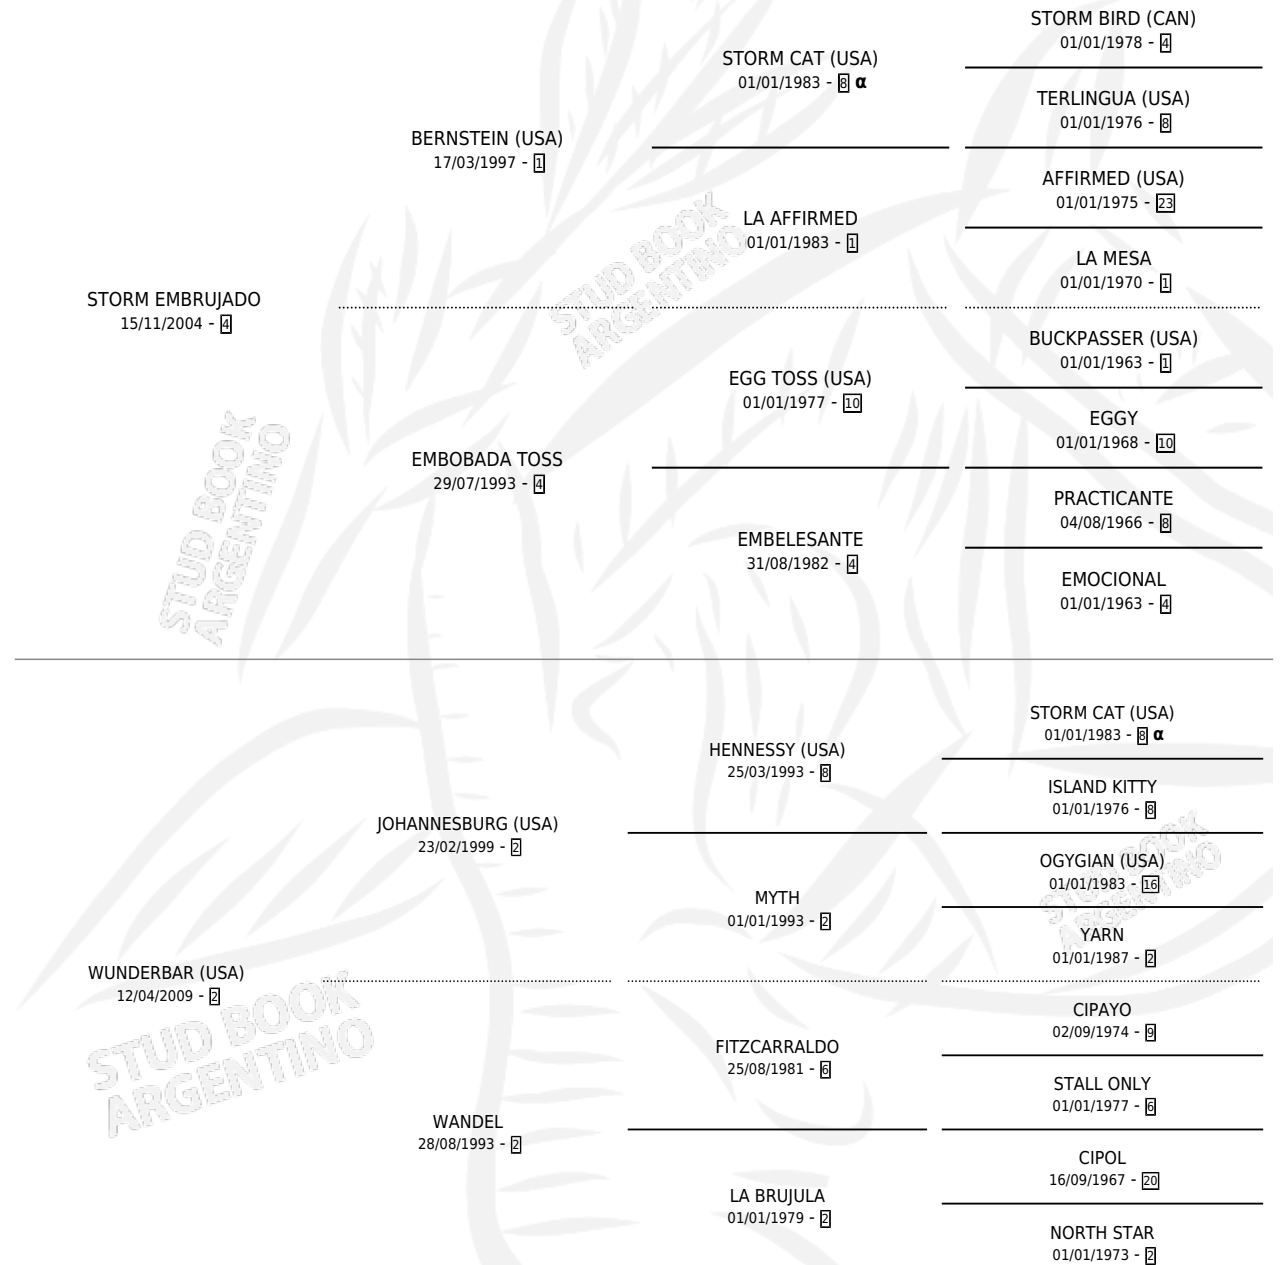 STORM BIRD (CAN)
01/01/1978 - 4
STORM CAT (USA)
01/01/1983 - 8 α
TERLINGUA (USA)
01/01/1976 - 8
BERNSTEIN (USA)
17/03/1997 - 1
AFFIRMED (USA)
01/01/1975 - 23
LA AFFIRMED
01/01/1983 - 1
LA MESA
01/01/1970 - 1
STORM EMBRUJADO
15/11/2004 - 4
BUCKPASSER (USA)
01/01/1963 - 1
EGG TOSS (USA)
01/01/1977 - 10
EGGY
01/01/1968 - 10
EMBOBADA TOSS
29/07/1993 - 4
PRACTICANTE
04/08/1966 - 8
EMBELESANTE
31/08/1982 - 4
EMOCIONAL
01/01/1963 - 4
STORM CAT (USA)
01/01/1983 - 8 α
HENNESSY (USA)
25/03/1993 - 8
ISLAND KITTY
01/01/1976 - 8
JOHANNESBURG (USA)
23/02/1999 - 2
OGYGIAN (USA)
01/01/1983 - 16
MYTH
01/01/1993 - 2
YARN
01/01/1987 - 2
WUNDERBAR (USA)
12/04/2009 - 2
CIPAYO
02/09/1974 - 9
FITZCARRALDO
25/08/1981 - 6
STALL ONLY
01/01/1977 - 6
WANDEL
28/08/1993 - 2
CIPOL
16/09/1967 - 20
LA BRUJULA
01/01/1979 - 2
NORTH STAR
01/01/1973 - 2
STUD BOOK
ARGENTINO
STUD BOOK
ARGENTINO
STUD BOOK
ARGENTINO
STUD BOOK
ARGENTINO